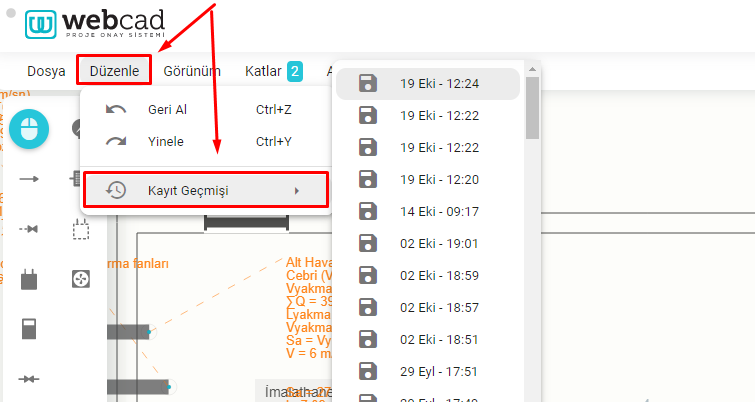 webcad
PROJE ONAY SİSTEMİ
Dosya Düzenle Görünüm Katlar 2
Geri Al Ctrl+Z
Yinele Ctrl+Y
Kayıt Geçmişi
19 Eki - 12:24
19 Eki - 12:22
19 Eki - 12:22
19 Eki - 12:20
14 Eki - 09:17
02 Eki - 19:01
02 Eki - 18:59
02 Eki - 18:57
02 Eki - 18:51
29 Eyl - 17:51
m/sn)
rma fanları
Alt Hava
Cebri (V
Vyakma
∑Q = 39
Lyakma
Vyakma
Sa = Vy
V = 6 m/
İmalathane